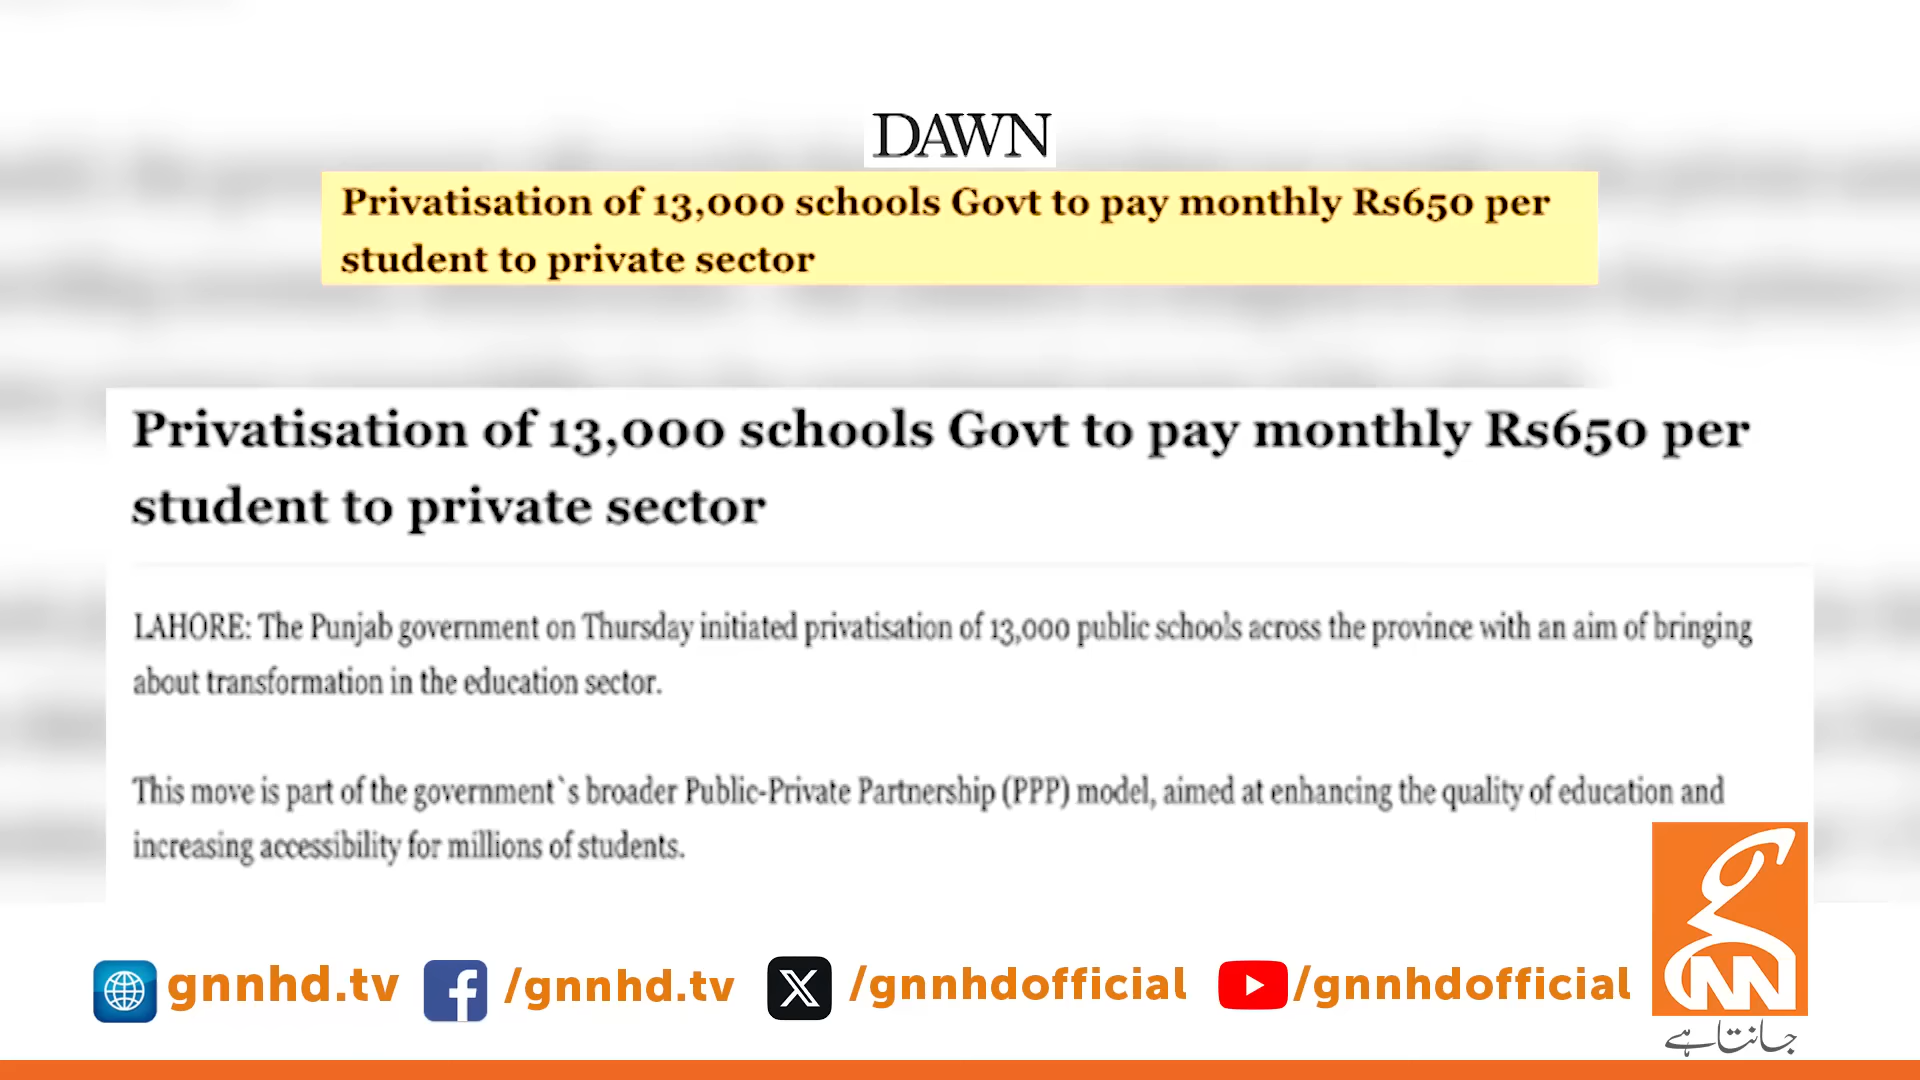 DAWN
Privatisation of 13,000 schools Govt to pay monthly Rs650 per
student to private sector
Privatisation of 13,000 schools Govt to pay monthly Rs650 per
student to private sector
LAHORE: The Punjab government on Thursday initiated privatisation of 13,000 public schools across the province with an aim of bringing
about transformation in the education sector.
This move is part of the government`s broader Public-Private Partnership (PPP) model, aimed at enhancing the quality of education and
increasing accessibility for millions of students.
gnnhd.tv /gnnhd.tv /gnnhdofficial /gnnhdofficial
GNN
جانتا ہے